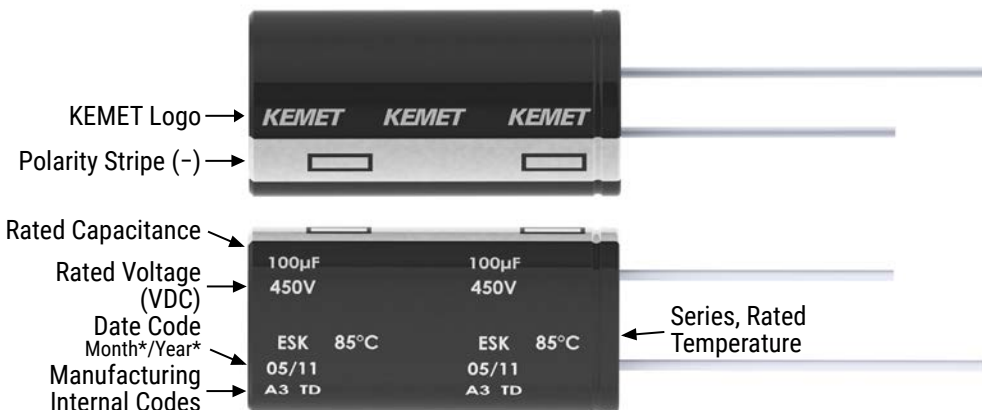 KEMET Logo
KEMET KEMET KEMET
Polarity Stripe (−)
Rated Capacitance
100µF 100µF
Rated Voltage
(VDC)
450V 450V
Date Code
Month*/Year*
ESK 85°C ESK 85°C
05/11 05/11
Manufacturing
Internal Codes
A3 TD A3 TD
Series, Rated
Temperature